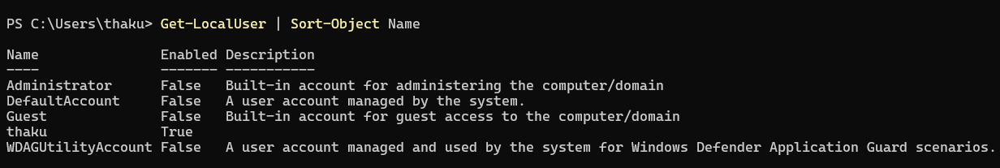 PS C:\Users\thaku> Get-LocalUser | Sort-Object Name
Name Enabled Description
---- ------- -----------
Administrator False Built-in account for administering the computer/domain
DefaultAccount False A user account managed by the system.
Guest False Built-in account for guest access to the computer/domain
thaku True
WDAGUtilityAccount False A user account managed and used by the system for Windows Defender Application Guard scenarios.